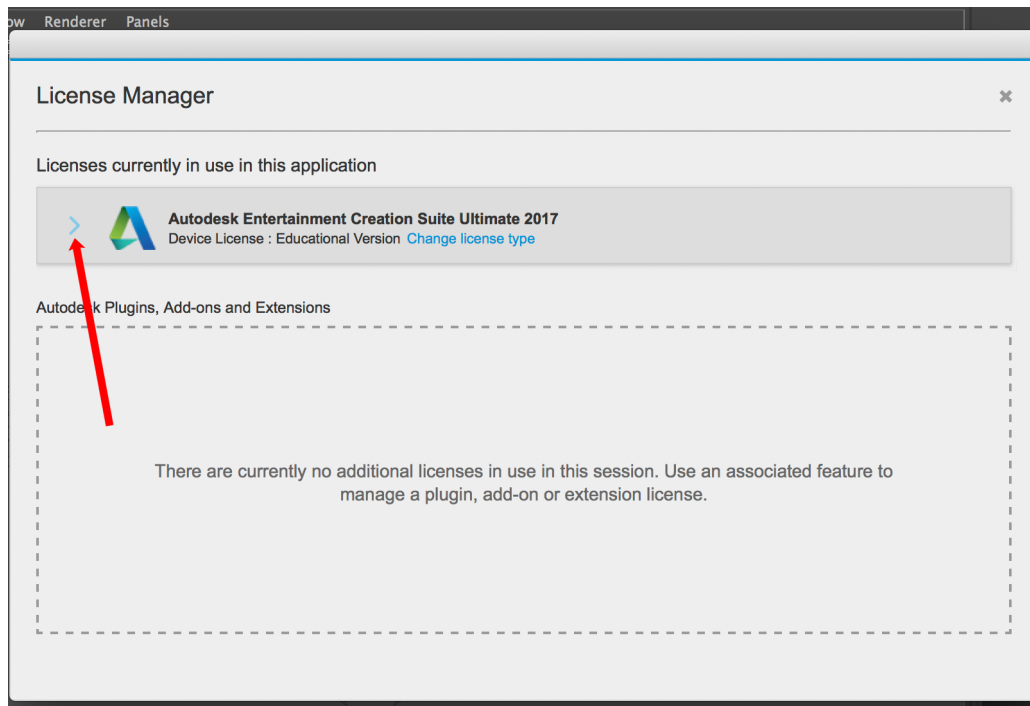 Renderer Panels
License Manager
Licenses currently in use in this application
Autodesk Entertainment Creation Suite Ultimate 2017
Device License : Educational Version Change license type
Autodesk Plugins, Add-ons and Extensions
There are currently no additional licenses in use in this session. Use an associated feature to
manage a plugin, add-on or extension license.